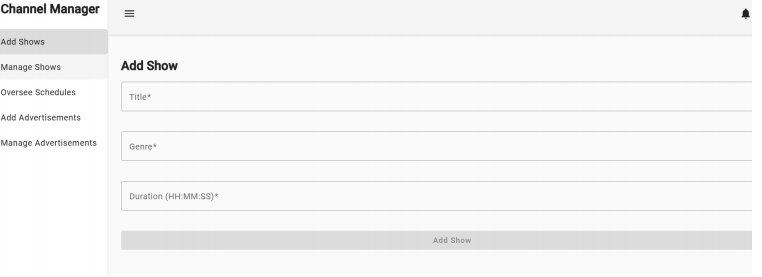 Channel Manager
Add Shows
Manage Shows
Oversee Schedules
Add Advertisements
Manage Advertisements
Add Show
Title*
Genre*
Duration (HH:MM:SS)*
Add Show